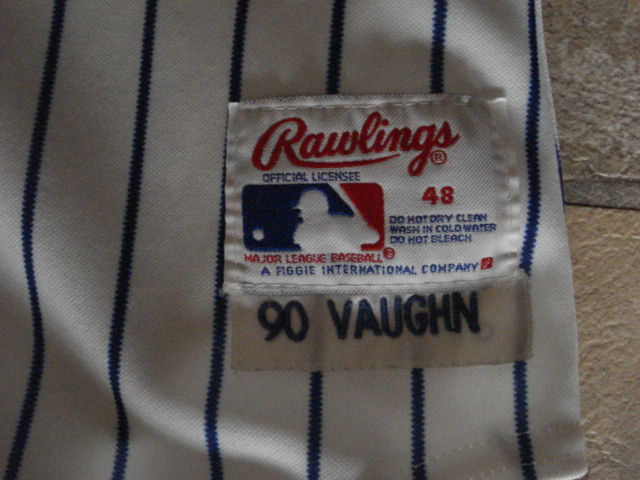 Rawlings®
OFFICIAL LICENSEE
48
DO NOT DRY CLEAN
WASH IN COLD WATER
DO NOT BLEACH
MAJOR LEAGUE BASEBALL®
A FIGGIE INTERNATIONAL COMPANY
90 VAUGHN